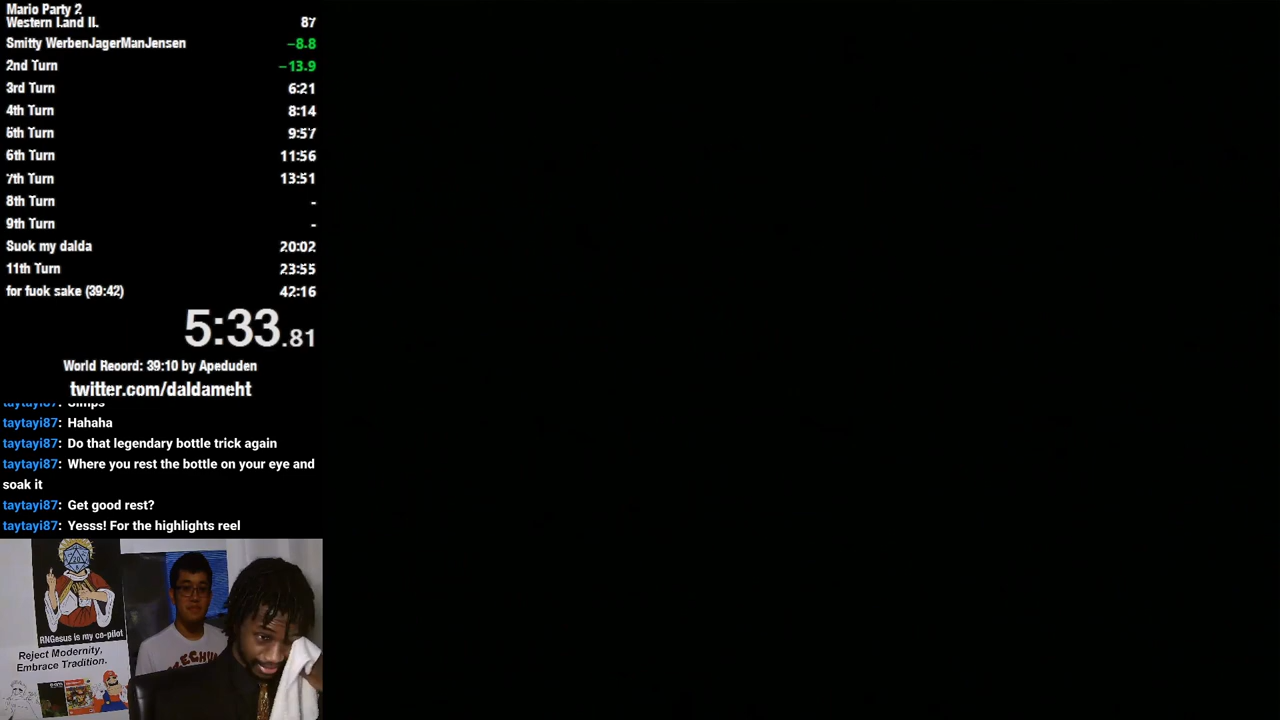 Mario Party 2
Western Land II. 87
Smitty WerbenJagerManJensen −8.8
2nd Turn −13.9
3rd Turn 6:21
4th Turn 8:14
5th Turn 9:57
6th Turn 11:56
7th Turn 13:51
8th Turn -
9th Turn -
Suok my dalda 20:02
11th Turn 23:55
for fuok sake (39:42) 42:16
5:33.81
World Reoord: 39:10 by Apeduden
twitter.com/daldameht
taytayi87: Simps
taytayi87: Hahaha
taytayi87: Do that legendary bottle trick again
taytayi87: Where you rest the bottle on your eye and
soak it
taytayi87: Get good rest?
taytayi87: Yesss! For the highlights reel
RNGesus is my co-pilot
Reject Modernity,
Embrace Tradition.